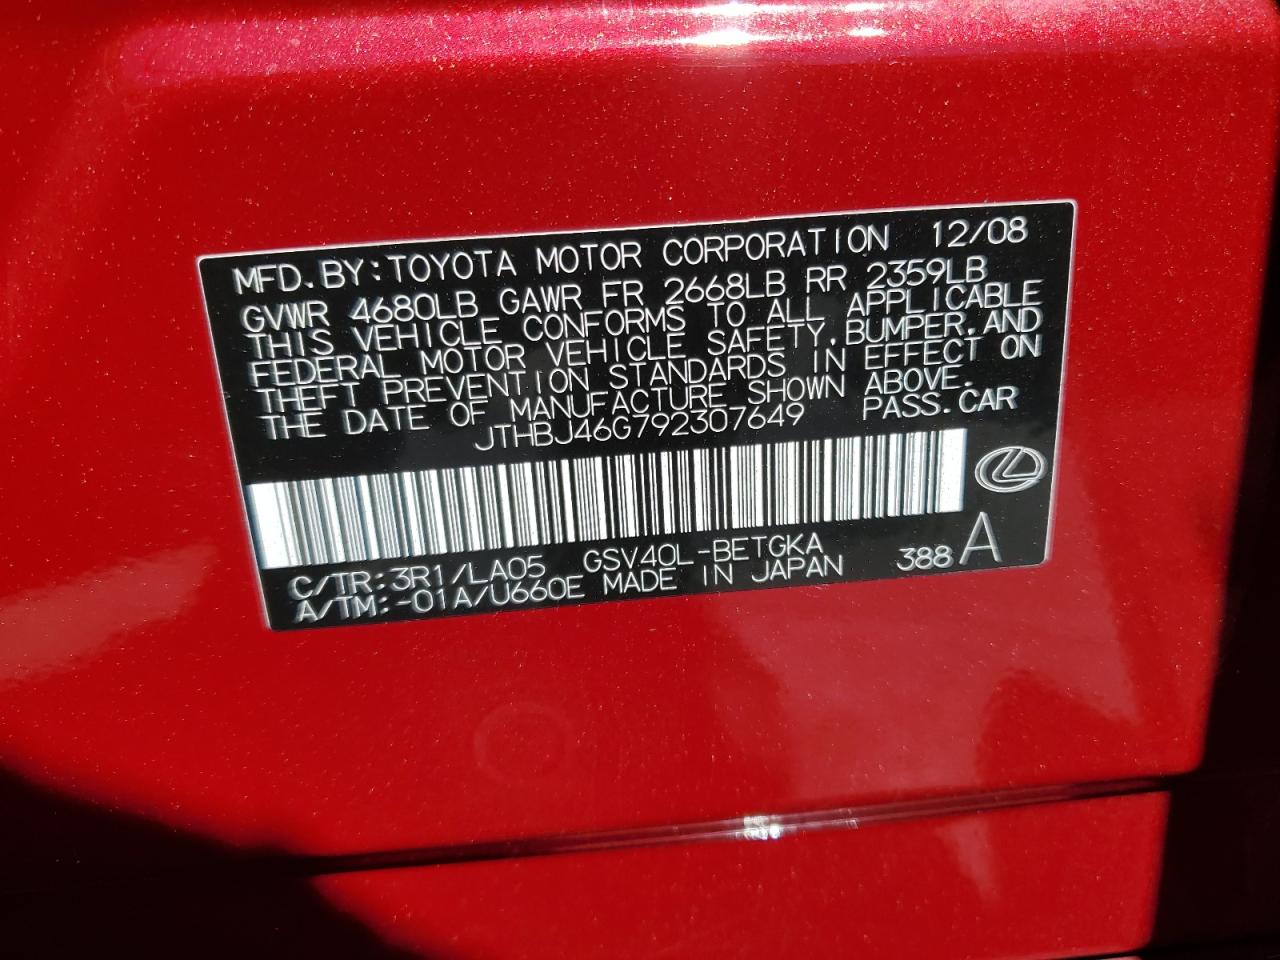 MFD.BY:TOYOTA MOTOR CORPORATION 12/08
GVWR 4680LB GAWR FR 2668LB RR 2359LB
THIS VEHICLE CONFORMS TO ALL APPLICABLE
FEDERAL MOTOR VEHICLE SAFETY,BUMPER,AND
THEFT PREVENTION STANDARDS IN EFFECT ON
THE DATE OF MANUFACTURE SHOWN ABOVE.
JTHBJ46G792307649 PASS.CAR
C/TR:3R1/LA05 GSV40L-BETGKA
A/TM:-01A/U660E MADE IN JAPAN 388 A